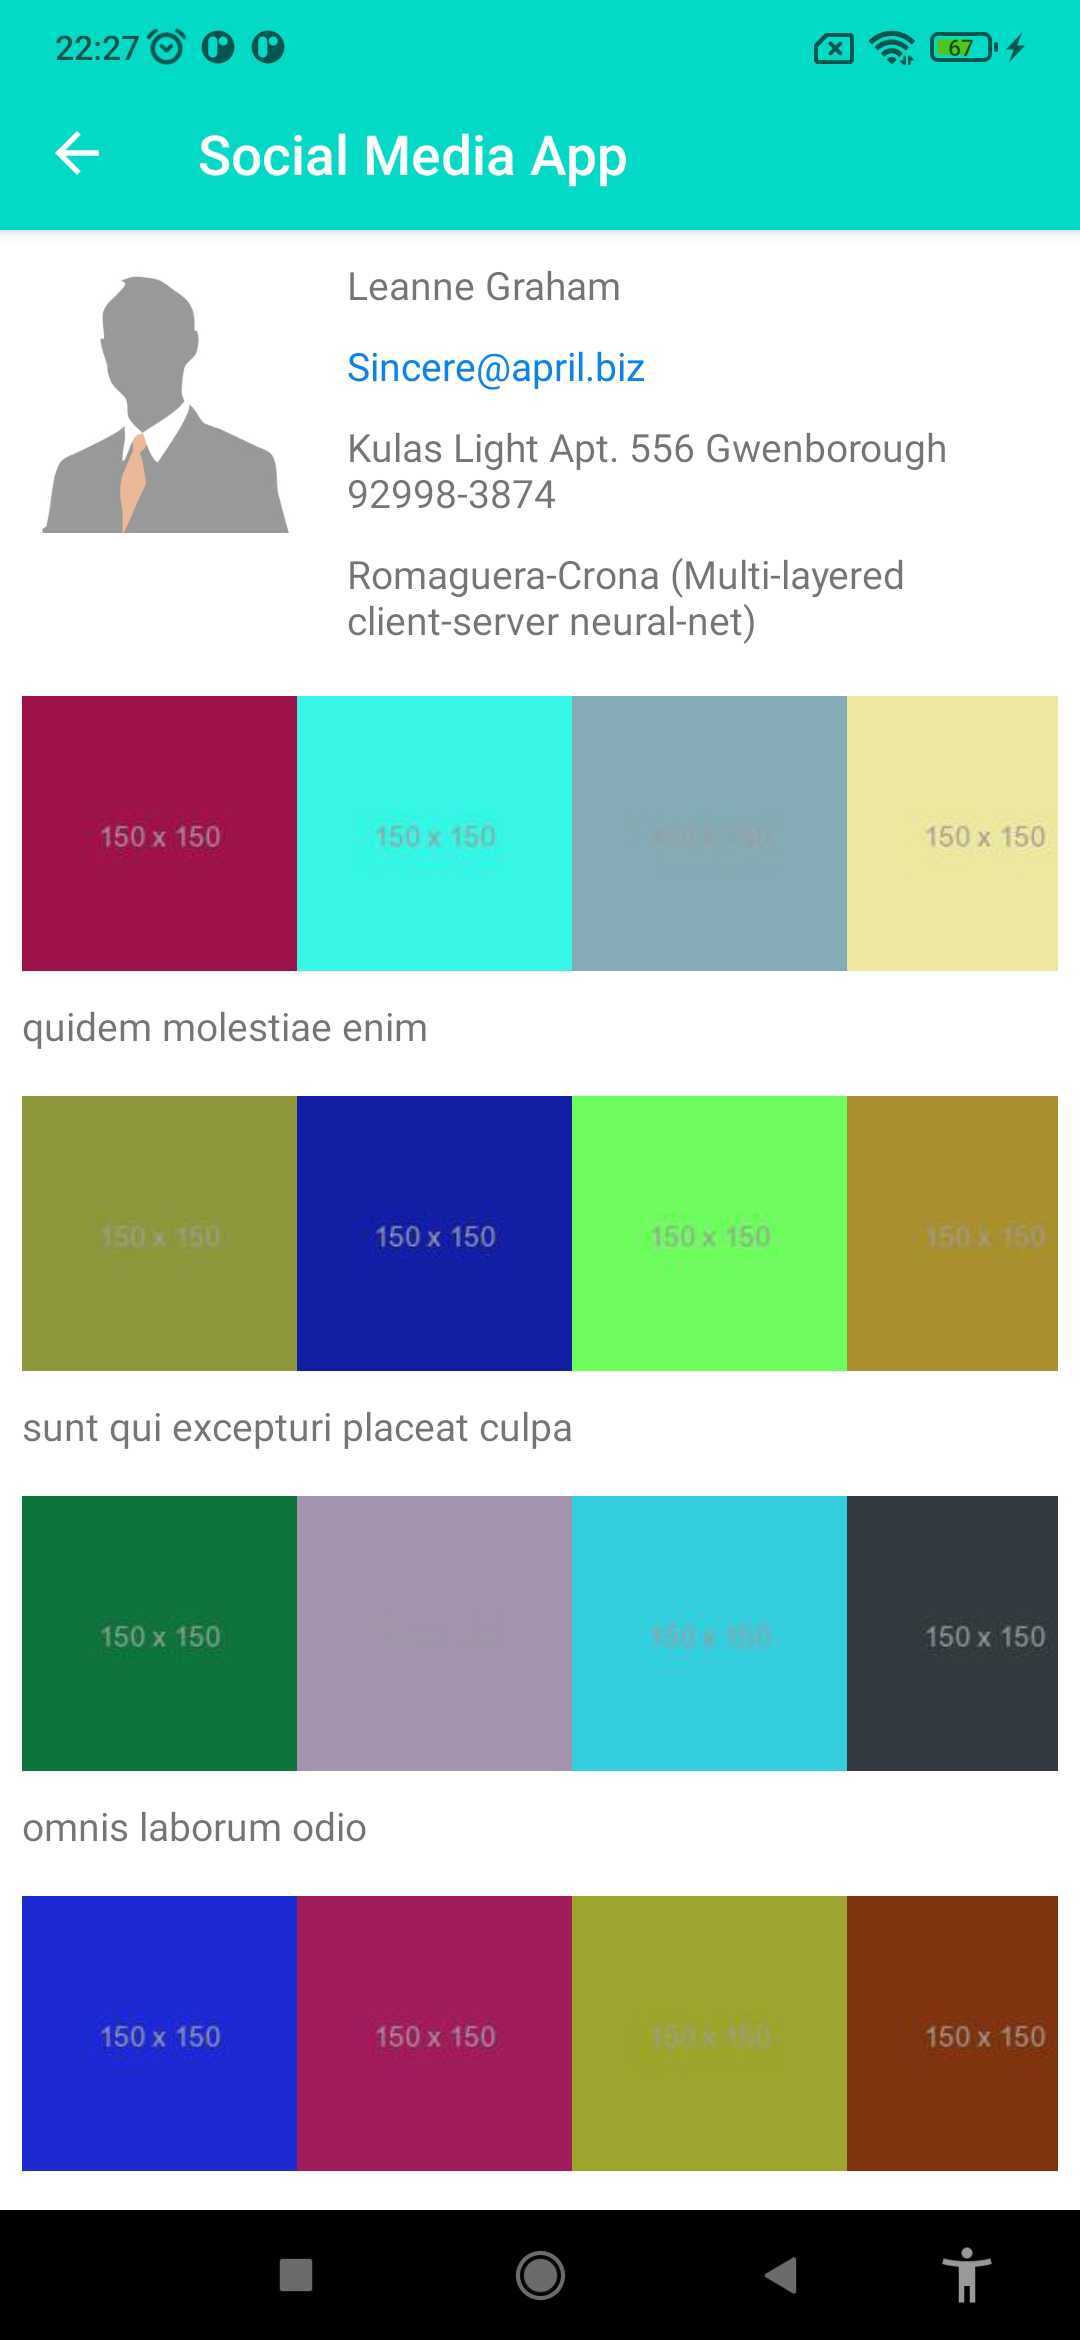 22:27
67
Social Media App
Leanne Graham
Sincere@april.biz
Kulas Light Apt. 556 Gwenborough
92998-3874
Romaguera-Crona (Multi-layered
client-server neural-net)
150 x 150 150 x 150 150 x 150 150 x 150
quidem molestiae enim
150 x 150 150 x 150 150 x 150 150 x 150
sunt qui excepturi placeat culpa
150 x 150 150 x 150 150 x 150
omnis laborum odio
150 x 150 150 x 150 150 x 150 150 x 150